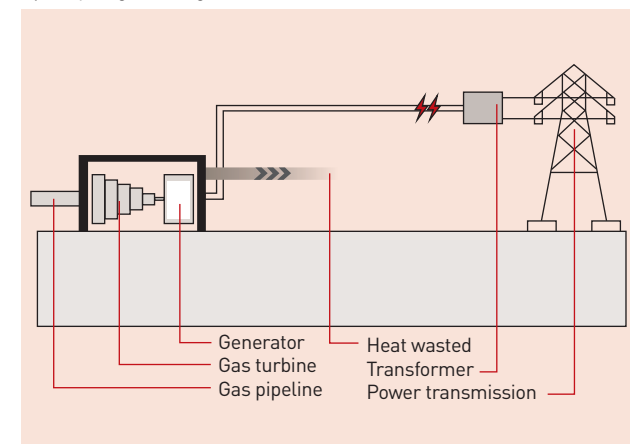 Generator
Gas turbine
Gas pipeline
Heat wasted
Transformer
Power transmission